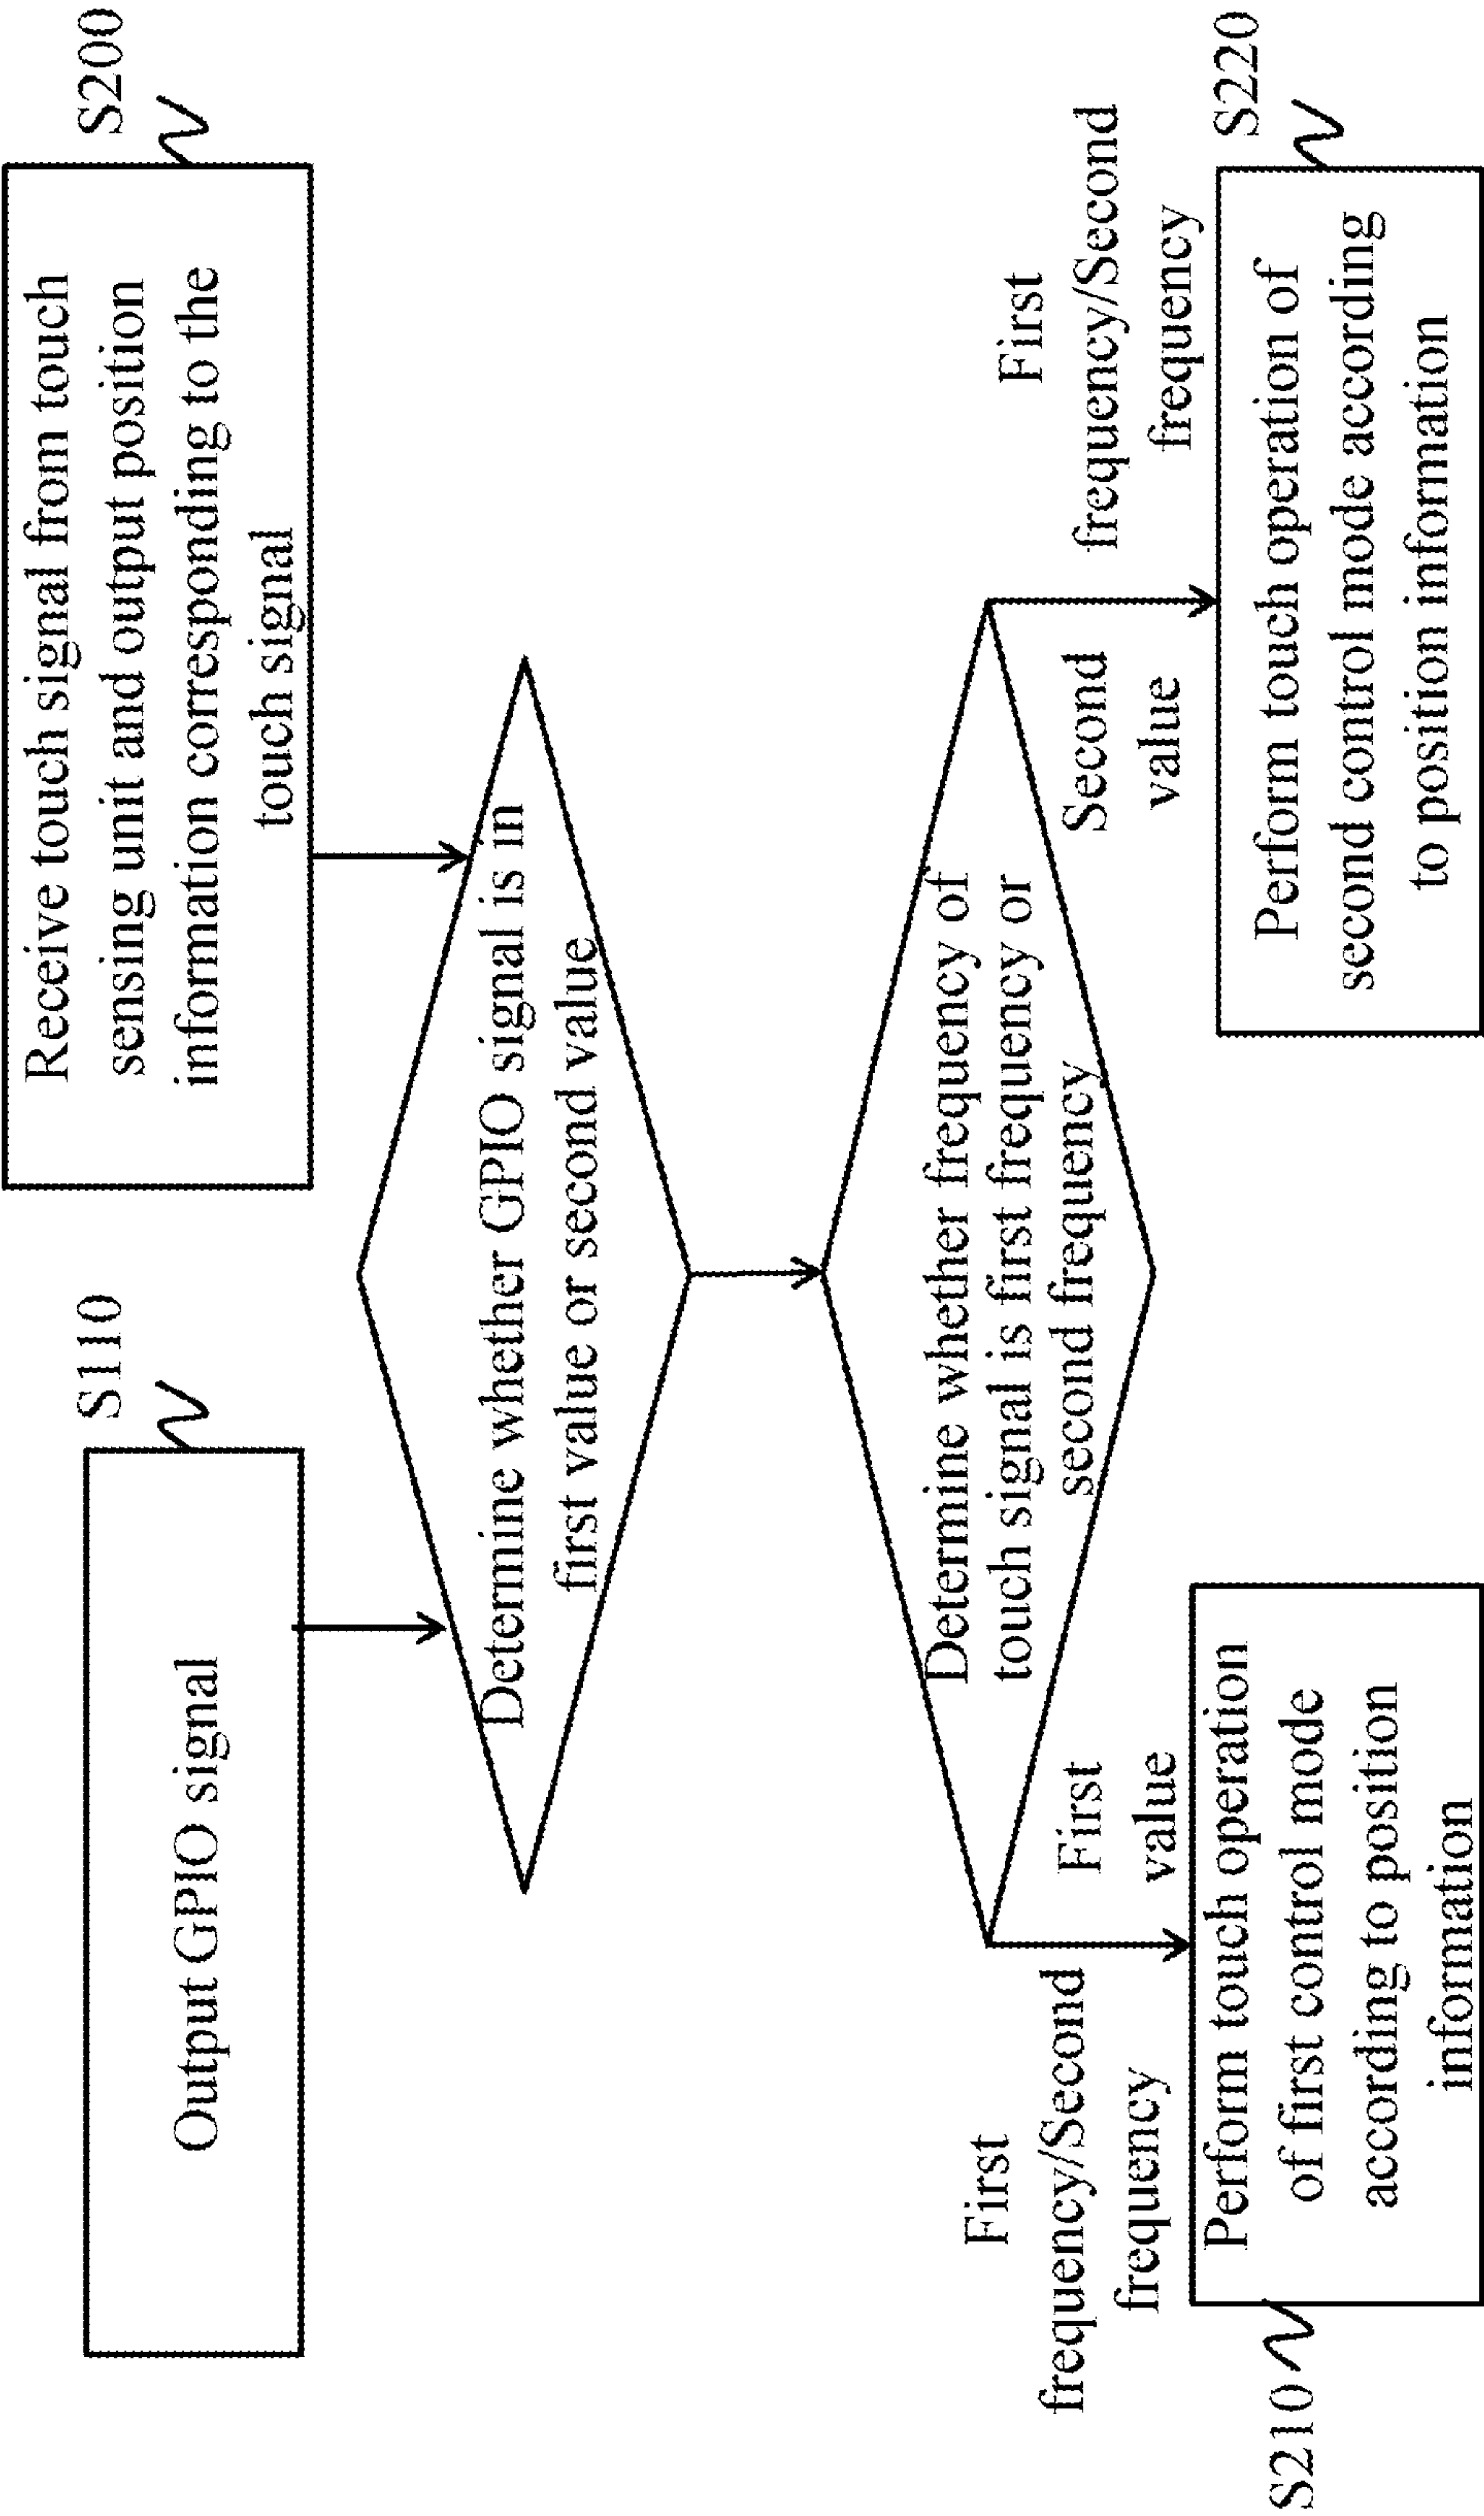 S110
Output GPIO signal
S200
Receive touch signal from touch
sensing unit and output position
information corresponding to the
touch signal
Determine whether GPIO signal is in
first value or second value
Determine whether frequency of
touch signal is first frequency or
second frequency
First
frequency/Second
frequency
First
value
Second
value
First
frequency/Second
frequency
S210
Perform touch operation
of first control mode
according to position
information
S220
Perform touch operation of
second control mode according
to position information